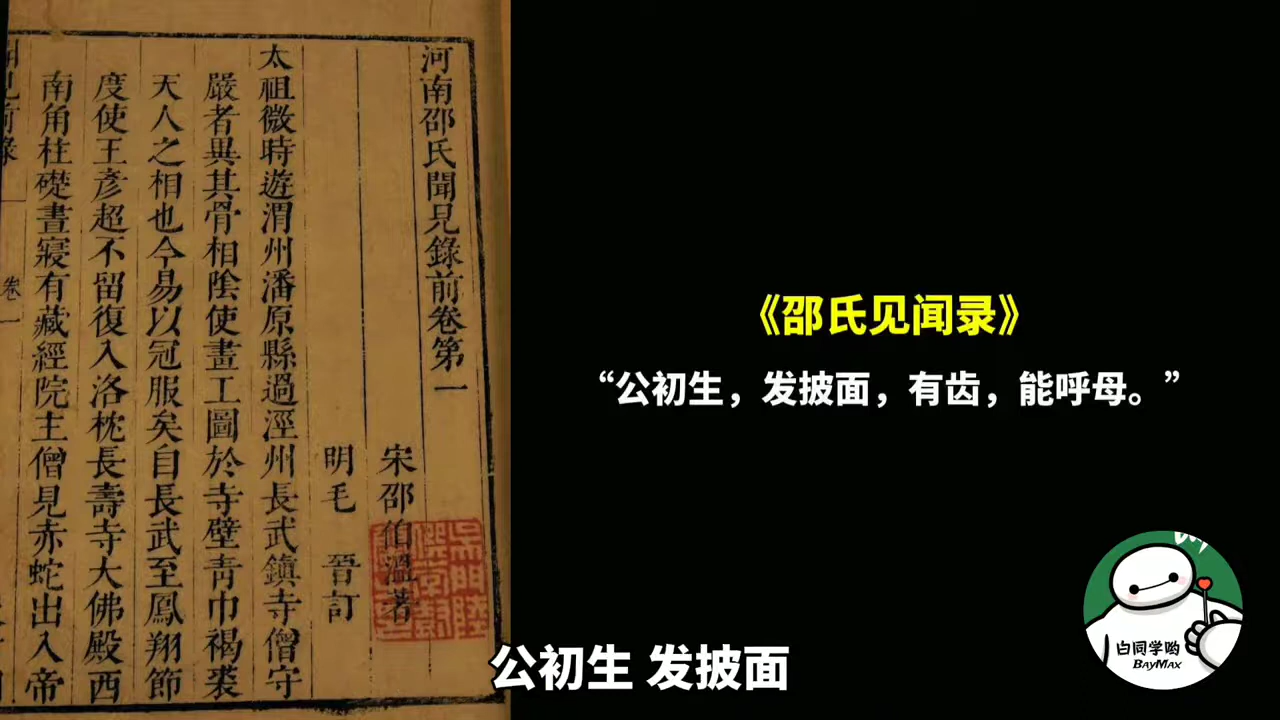 河南邵氏聞見錄前卷第一
宋邵伯溫著
明毛晉訂
太祖微時遊渭州潘原縣過涇州長武鎮寺僧守
嚴者異其骨相陰使畫工圖於寺壁青巾褐裘
天人之相也今易以冠服矣自長武至鳳翔節
度使王彥超不留復入洛枕長壽寺大佛殿西
南角柱礎晝寢有藏經院主僧見赤蛇出入帝
卷一
《邵氏见闻录》
“公初生，发披面，有齿，能呼母。”
白同学哟
BAYMAX
公初生 发披面